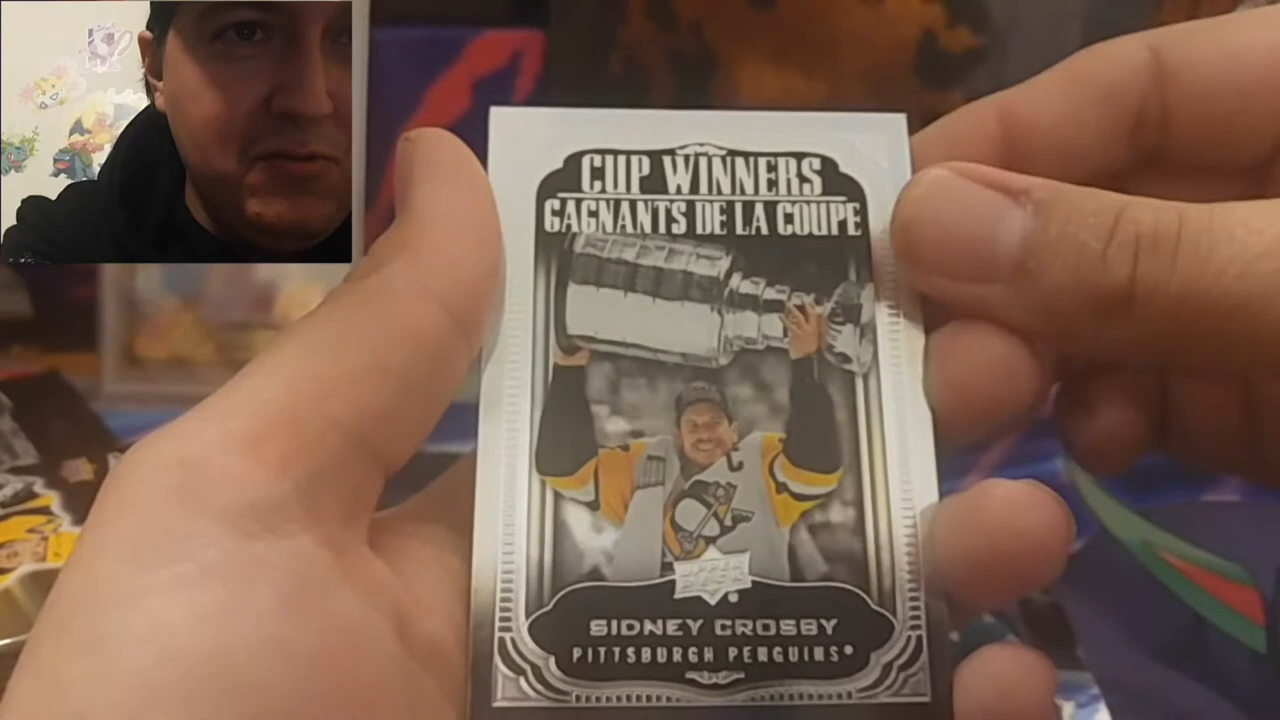 CUP WINNERS
GAGNANTS DE LA COUPE
C
UPPER
DECK
SIDNEY CROSBY
PITTSBURGH PENGUINS®